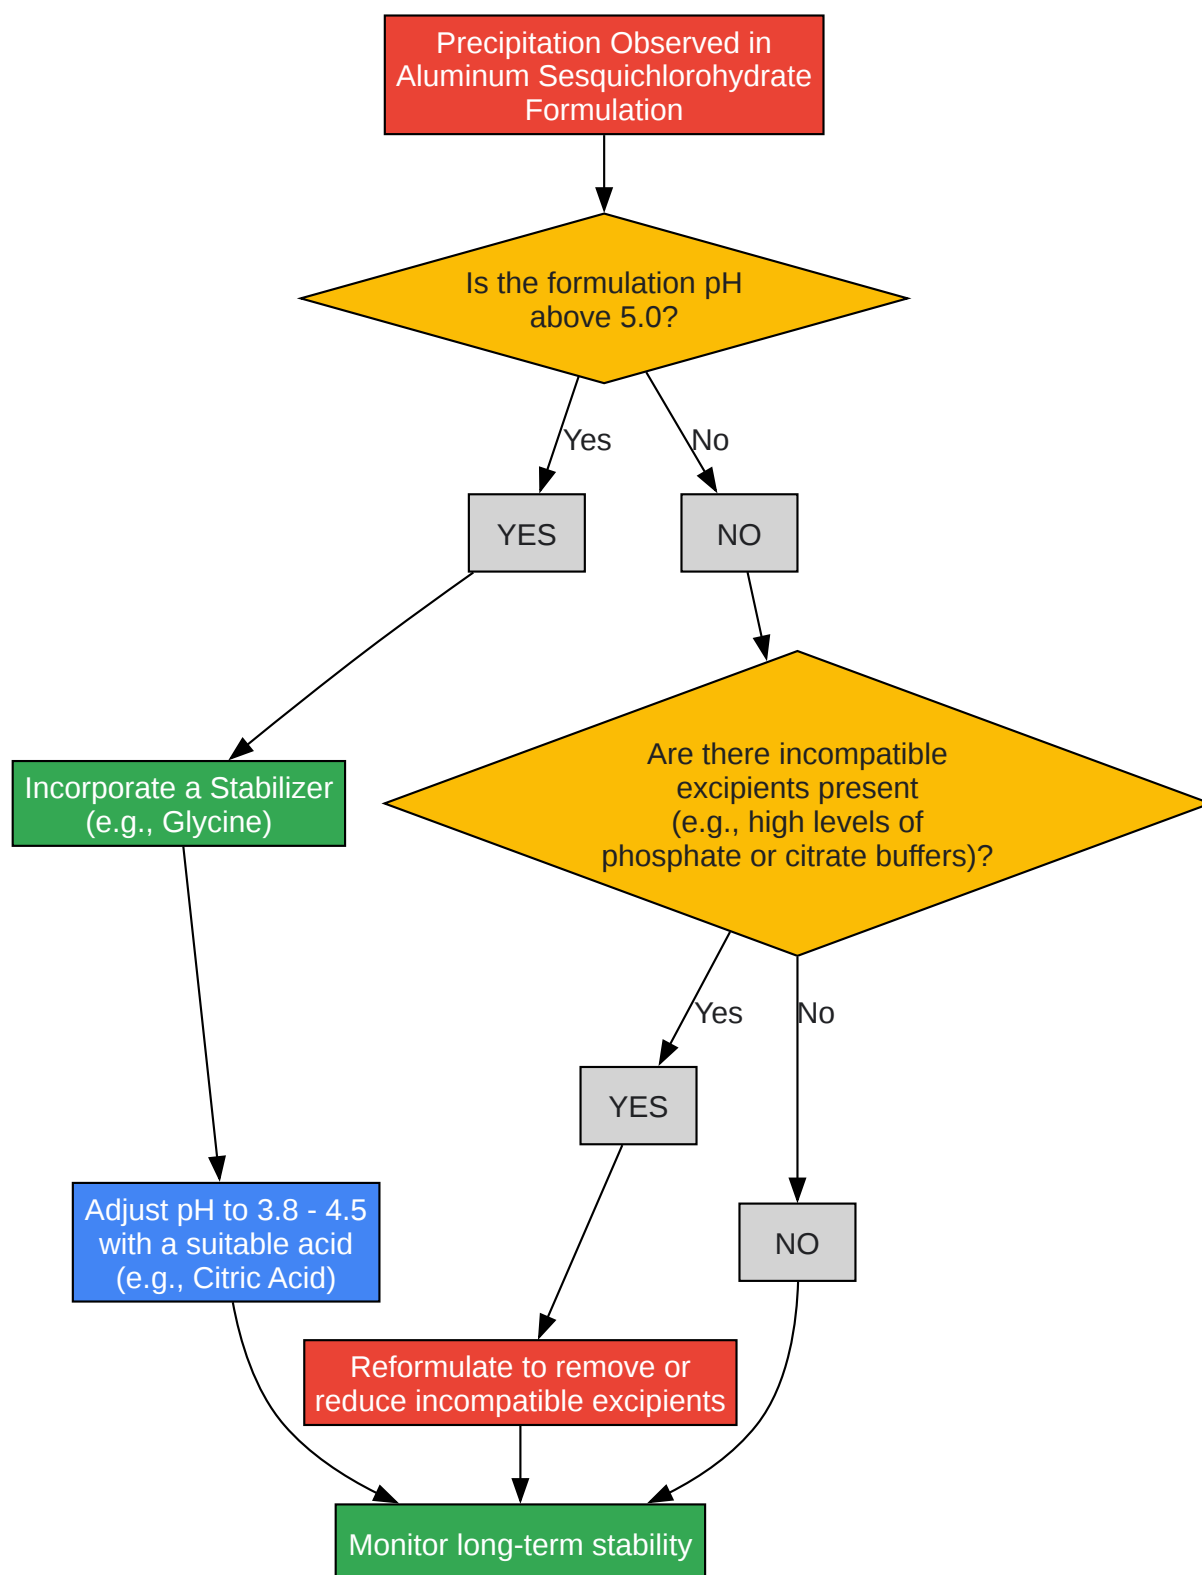 Precipitation Observed in
Aluminum Sesquichlorohydrate
Formulation
Is the formulation pH
above 5.0?
Yes
No
YES
NO
Are there incompatible
excipients present
(e.g., high levels of
phosphate or citrate buffers)?
Incorporate a Stabilizer
(e.g., Glycine)
Yes
No
YES
Adjust pH to 3.8 - 4.5
with a suitable acid
(e.g., Citric Acid)
NO
Reformulate to remove or
reduce incompatible excipients
Monitor long-term stability